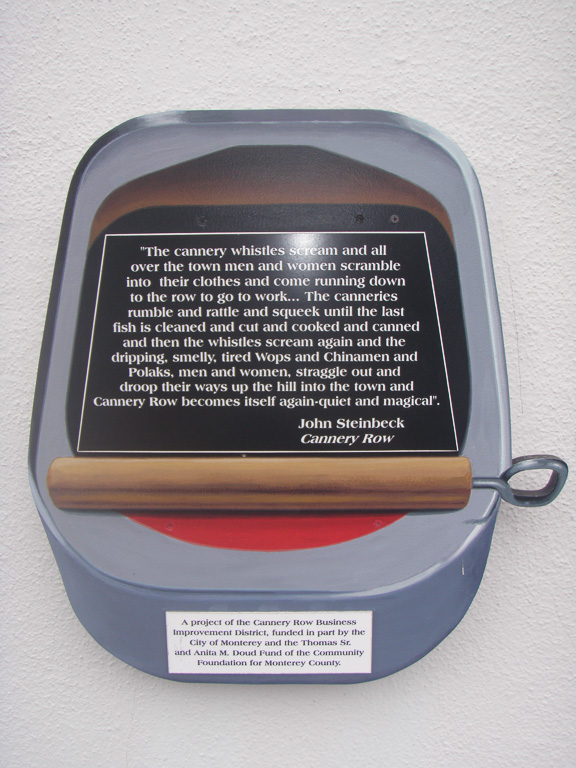 "The cannery whistles scream and all
over the town men and women scramble
into their clothes and come running down
to the row to go to work... The canneries
rumble and rattle and squeek until the last
fish is cleaned and cut and cooked and canned
and then the whistles scream again and the
dripping, smelly, tired Wops and Chinamen and
Polaks, men and women, straggle out and
droop their ways up the hill into the town and
Cannery Row becomes itself again-quiet and magical".
John Steinbeck
Cannery Row
A project of the Cannery Row Business
Improvement District, funded in part by the
City of Monterey and the Thomas Sr.
and Anita M. Doud Fund of the Community
Foundation for Monterey County.